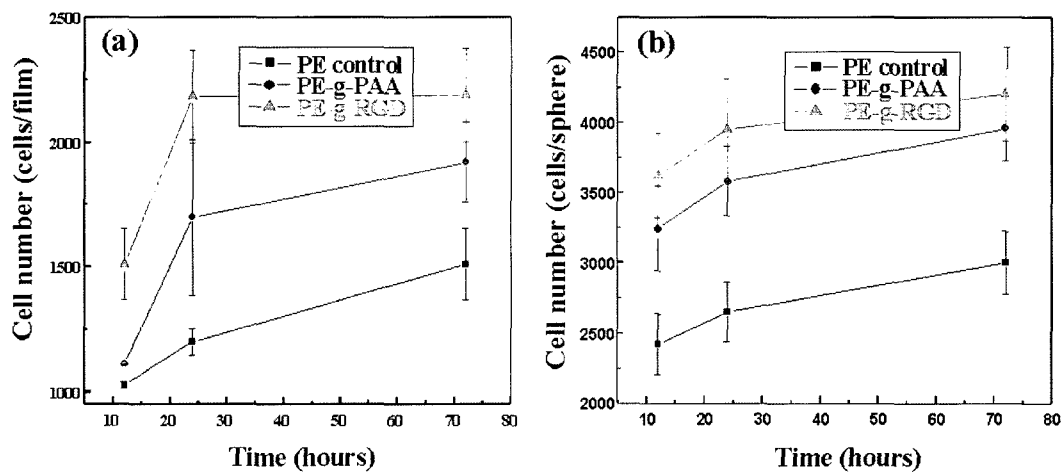 (a)
PE control
PE-g-PAA
PE-g-RGD
Cell number (cells/film)
2500
2000
1500
1000
10 20 30 40 50 60 70 80
Time (hours)
(b)
PE control
PE-g-PAA
PE-g-RGD
Cell number (cells/sphere)
4500
4000
3500
3000
2500
2000
10 20 30 40 50 60 70 80
Time (hours)